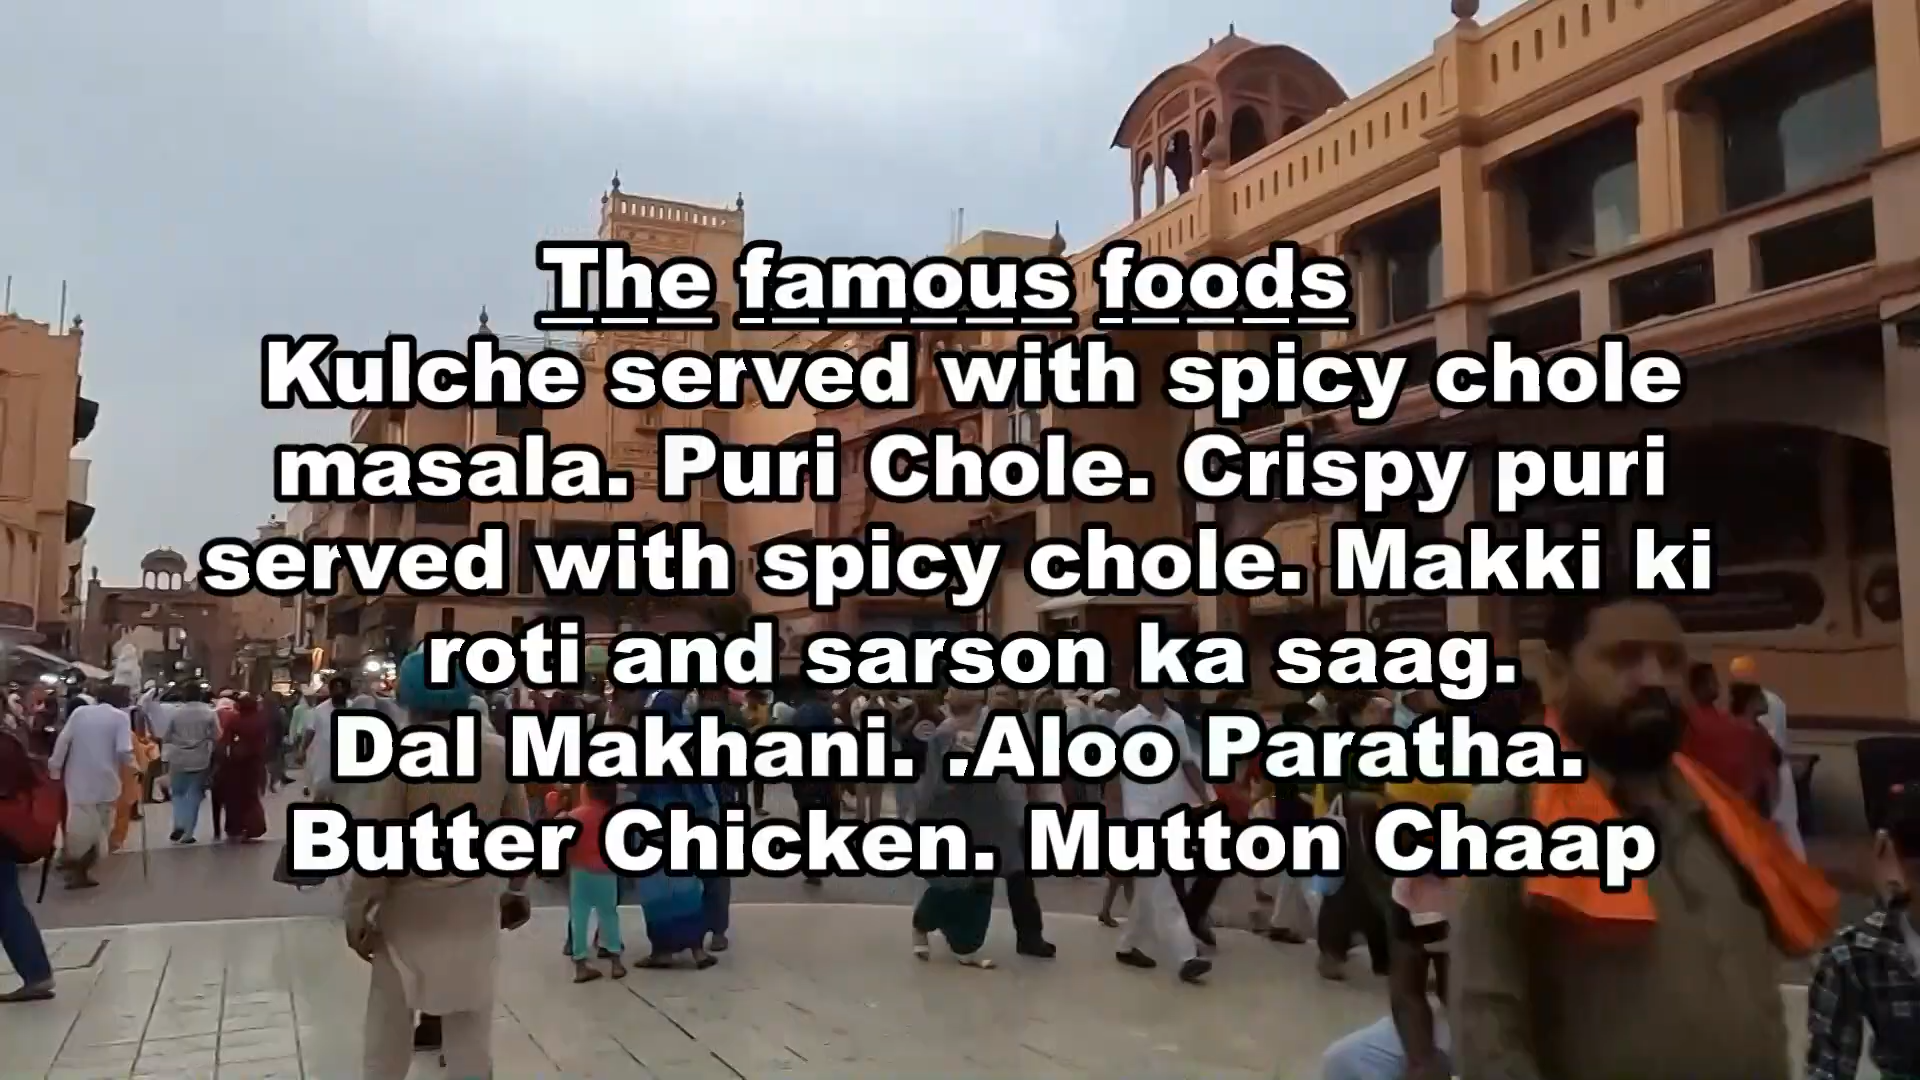 The famous foods
Kulche served with spicy chole
masala. Puri Chole. Crispy puri
served with spicy chole. Makki ki
roti and sarson ka saag.
Dal Makhani. .Aloo Paratha.
Butter Chicken. Mutton Chaap